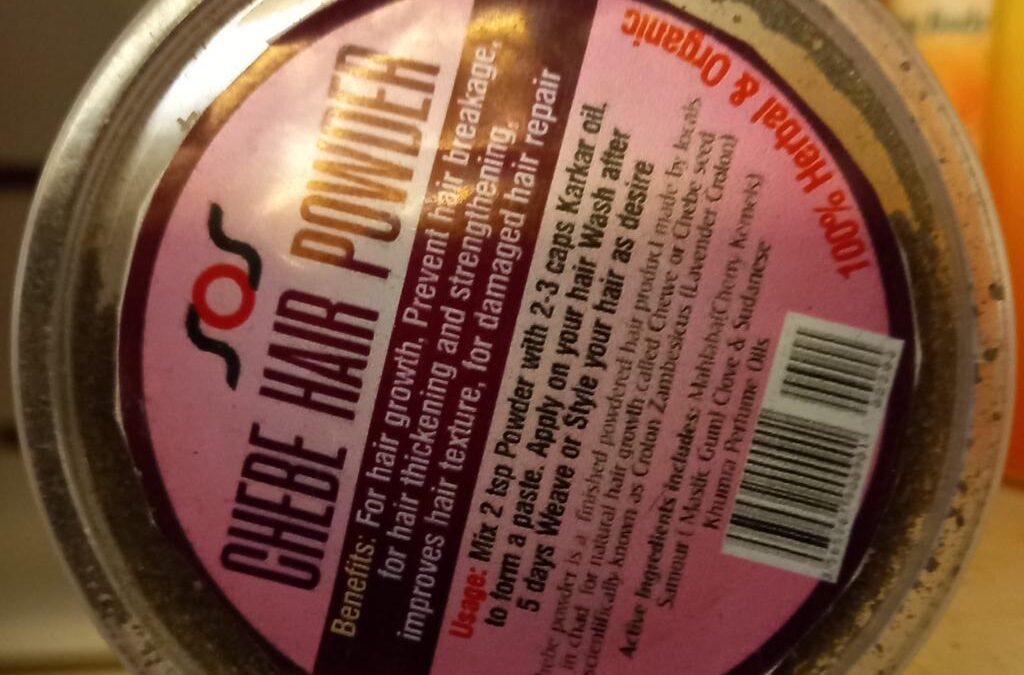 SOS
CHEBE HAIR POWDER
Benefits: For hair growth, Prevent hair breakage,
for hair thickening and strengthening,
improves hair texture, for damaged hair repair
Usage: Mix 2 tsp Powder with 2-3 caps Karkar oil,
to form a paste. Apply on your hair Wash after
5 days Weave or Style your hair as desire
powder is a finished powdered hair product made by locals
in chad for natural hair growth Called Chewe or Chebe seed
scientifically known as Crolon Zambesicus (Lavender Crolon)
Active Ingredients includes: Mahlaba(Cherry Kernels)
Samour ( Mastic Gum) Clove & Sudanese
Khumra Perfume Oils
100% Herbal & Organic